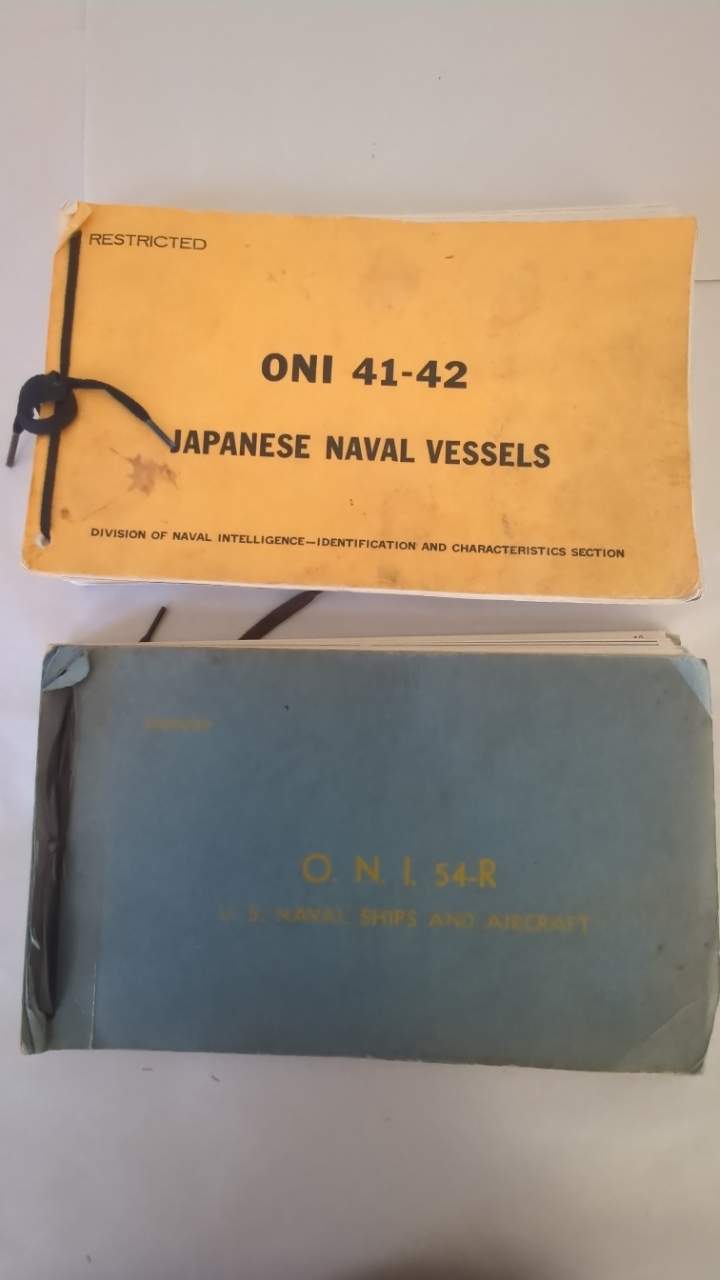 RESTRICTED
ONI 41-42
JAPANESE NAVAL VESSELS
DIVISION OF NAVAL INTELLIGENCE—IDENTIFICATION AND CHARACTERISTICS SECTION
O. N. I. 54-R
U. S. NAVAL SHIPS AND AIRCRAFT